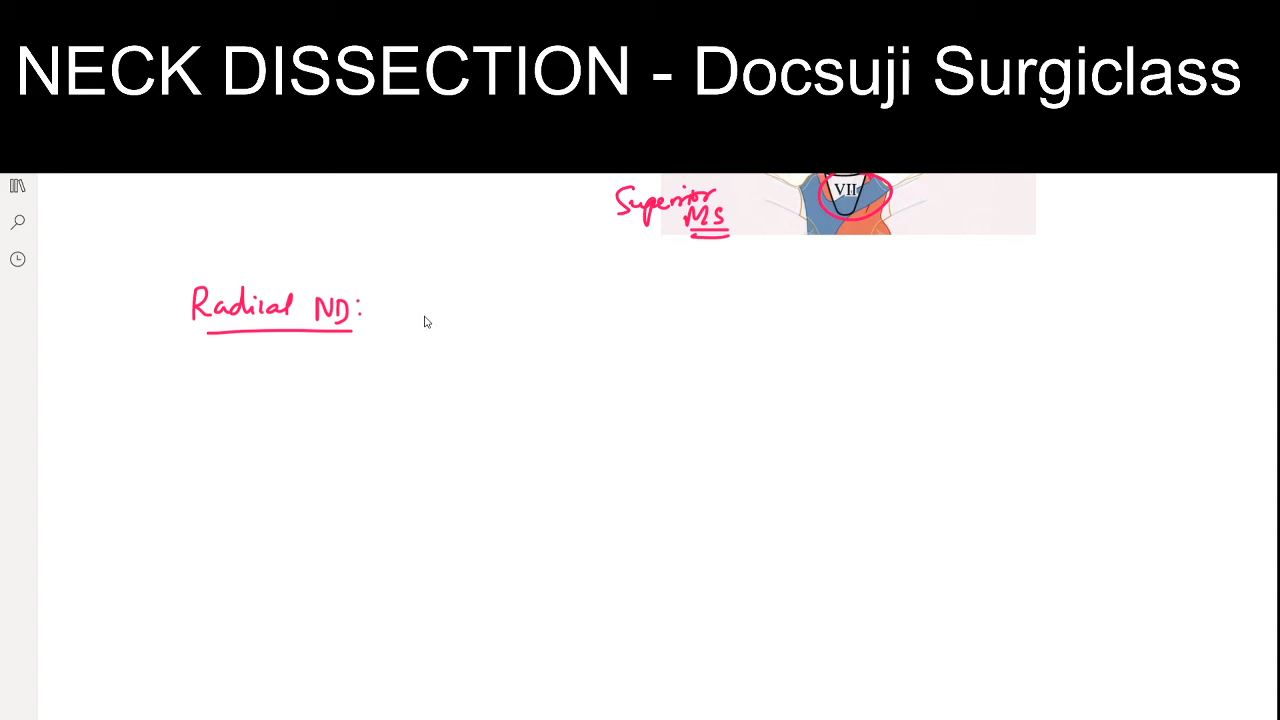 NECK DISSECTION - Docsuji Surgiclass
VII
Superior
MS
Radical ND: